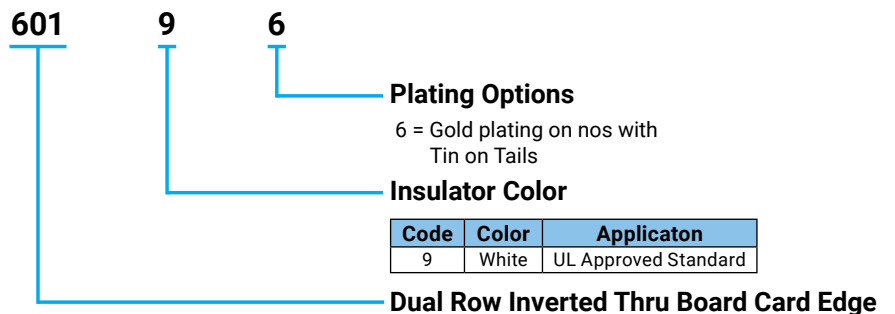 601 9 6
Plating Options
6 = Gold plating on nos with
Tin on Tails
Insulator Color
Code Color Applicaton
9 White UL Approved Standard
Dual Row Inverted Thru Board Card Edge